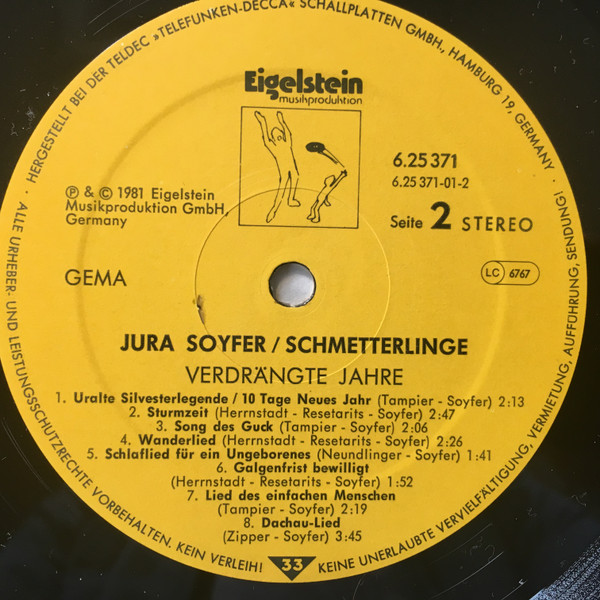 · HERGESTELLT BEI DER TELDEC »TELEFUNKEN-DECCA« SCHALLPLATTEN GMBH., HAMBURG 19, GERMANY ·
Eigelstein
musikproduktion
6.25 371
6.25 371-01-2
℗ & © 1981 Eigelstein
Musikproduktion GmbH,
Germany
Seite 2 STEREO
GEMA
LC 6767
JURA SOYFER / SCHMETTERLINGE
VERDRÄNGTE JAHRE
1. Uralte Silvesterlegende / 10 Tage Neues Jahr (Tampier - Soyfer) 2:13
2. Sturmzeit (Herrnstadt - Resetarits - Soyfer) 2:47
3. Song des Guck (Tampier - Soyfer) 2:06
4. Wanderlied (Herrnstadt - Resetarits - Soyfer) 2:26
5. Schlaflied für ein Ungeborenes (Neundlinger - Soyfer) 1:41
6. Galgenfrist bewilligt
(Herrnstadt - Resetarits - Soyfer) 1:52
7. Lied des einfachen Menschen
(Tampier - Soyfer) 2:19
8. Dachau-Lied
(Zipper - Soyfer) 3:45
33
ALLE URHEBER- UND LEISTUNGSSCHUTZRECHTE VORBEHALTEN. KEIN VERLEIH! KEINE UNERLAUBTE VERVIELFÄLTIGUNG, VERMIETUNG, AUFFÜHRUNG, SENDUNG!